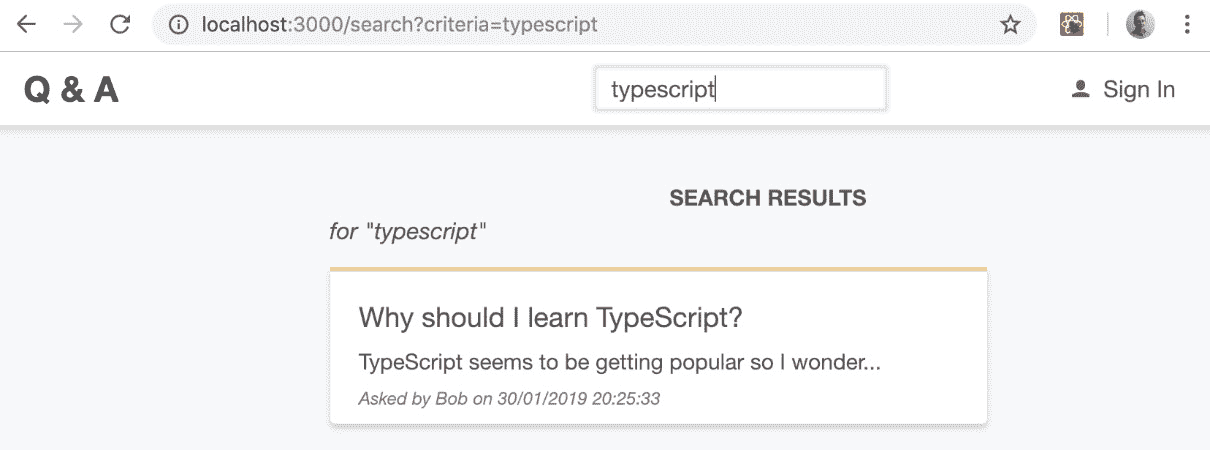 localhost:3000/search?criteria=typescript
Q & A
typescript
Sign In
SEARCH RESULTS
for "typescript"
Why should I learn TypeScript?
TypeScript seems to be getting popular so I wonder...
Asked by Bob on 30/01/2019 20:25:33